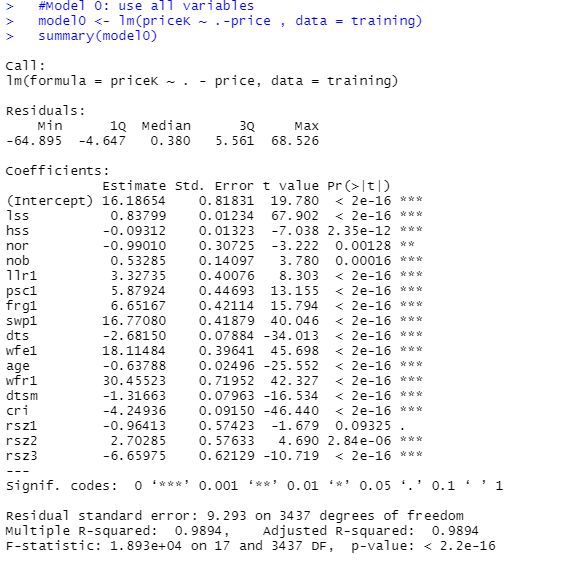 >   #Model 0: use all variables
>   model0 <- lm(priceK ~ .-price , data = training)
>   summary(model0)
Call:
lm(formula = priceK ~ . - price, data = training)
Residuals:
    Min      1Q  Median      3Q     Max
-64.895  -4.647   0.380   5.561  68.526
Coefficients:
            Estimate Std. Error t value Pr(>|t|)
(Intercept) 16.18654    0.81831  19.780  < 2e-16 ***
lss          0.83799    0.01234  67.902  < 2e-16 ***
hss         -0.09312    0.01323  -7.038 2.35e-12 ***
nor         -0.99010    0.30725  -3.222  0.00128 **
nob          0.53285    0.14097   3.780  0.00016 ***
llr1         3.32735    0.40076   8.303  < 2e-16 ***
psc1         5.87924    0.44693  13.155  < 2e-16 ***
frg1         6.65167    0.42114  15.794  < 2e-16 ***
swp1        16.77080    0.41879  40.046  < 2e-16 ***
dts         -2.68150    0.07884 -34.013  < 2e-16 ***
wfe1        18.11484    0.39641  45.698  < 2e-16 ***
age         -0.63788    0.02496 -25.552  < 2e-16 ***
wfr1        30.45523    0.71952  42.327  < 2e-16 ***
dtsm        -1.31663    0.07963 -16.534  < 2e-16 ***
cri         -4.24936    0.09150 -46.440  < 2e-16 ***
rsz1        -0.96413    0.57423  -1.679  0.09325 .
rsz2         2.70285    0.57633   4.690 2.84e-06 ***
rsz3        -6.65975    0.62129 -10.719  < 2e-16 ***
---
Signif. codes:  0 ‘***’ 0.001 ‘**’ 0.01 ‘*’ 0.05 ‘.’ 0.1 ‘ ’ 1
Residual standard error: 9.293 on 3437 degrees of freedom
Multiple R-squared:  0.9894,    Adjusted R-squared:  0.9894
F-statistic: 1.893e+04 on 17 and 3437 DF,  p-value: < 2.2e-16